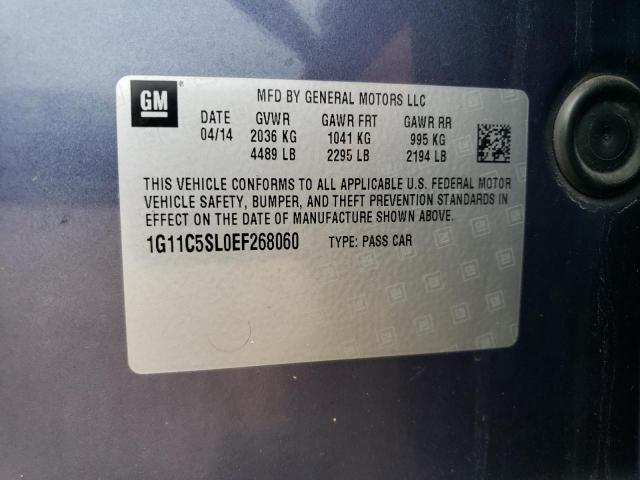 GM
MFD BY GENERAL MOTORS LLC
DATE GVWR GAWR FRT GAWR RR
04/14 2036 KG 1041 KG 995 KG
4489 LB 2295 LB 2194 LB
THIS VEHICLE CONFORMS TO ALL APPLICABLE U.S. FEDERAL MOTOR
VEHICLE SAFETY, BUMPER, AND THEFT PREVENTION STANDARDS IN
EFFECT ON THE DATE OF MANUFACTURE SHOWN ABOVE.
1G11C5SL0EF268060 TYPE: PASS CAR